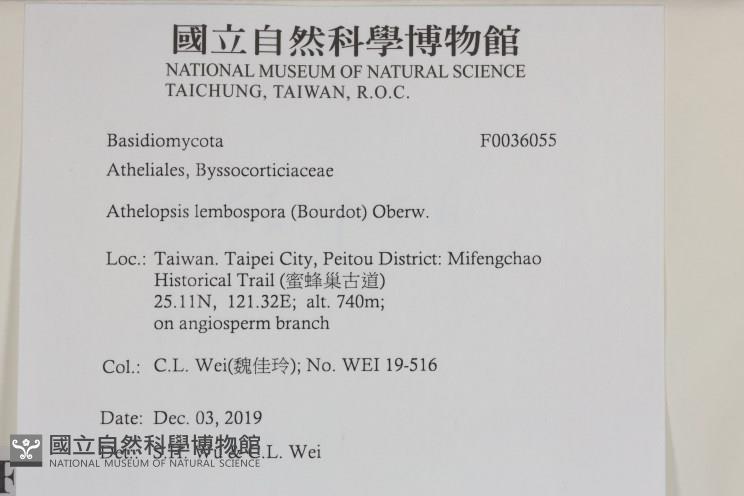 國立自然科學博物館
NATIONAL MUSEUM OF NATURAL SCIENCE
TAICHUNG, TAIWAN, R.O.C.
Basidiomycota F0036055
Atheliales, Byssocorticiaceae
Athelopsis lembospora (Bourdot) Oberw.
Loc.: Taiwan. Taipei City, Peitou District: Mifengchao
Historical Trail (蜜蜂巢古道)
25.11N, 121.32E; alt. 740m;
on angiosperm branch
Col.: C.L. Wei(魏佳玲); No. WEI 19-516
Date: Dec. 03, 2019
Det.: S.H. Wu & C.L. Wei
國立自然科學博物館
NATIONAL MUSEUM OF NATURAL SCIENCE
F